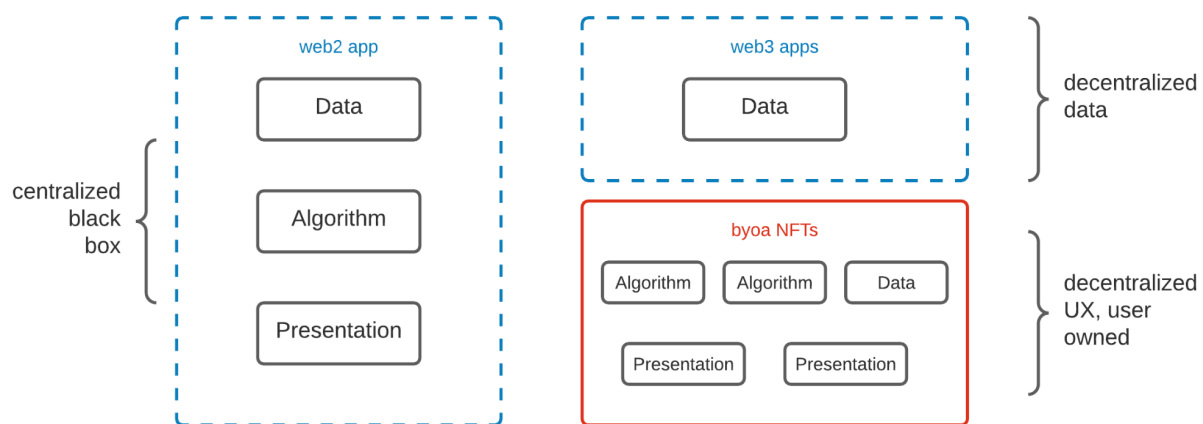 web2 app
Data
centralized
black
box
Algorithm
Presentation
web3 apps
Data
decentralized
data
byoa NFTs
Algorithm
Algorithm
Data
Presentation
Presentation
decentralized
UX, user
owned